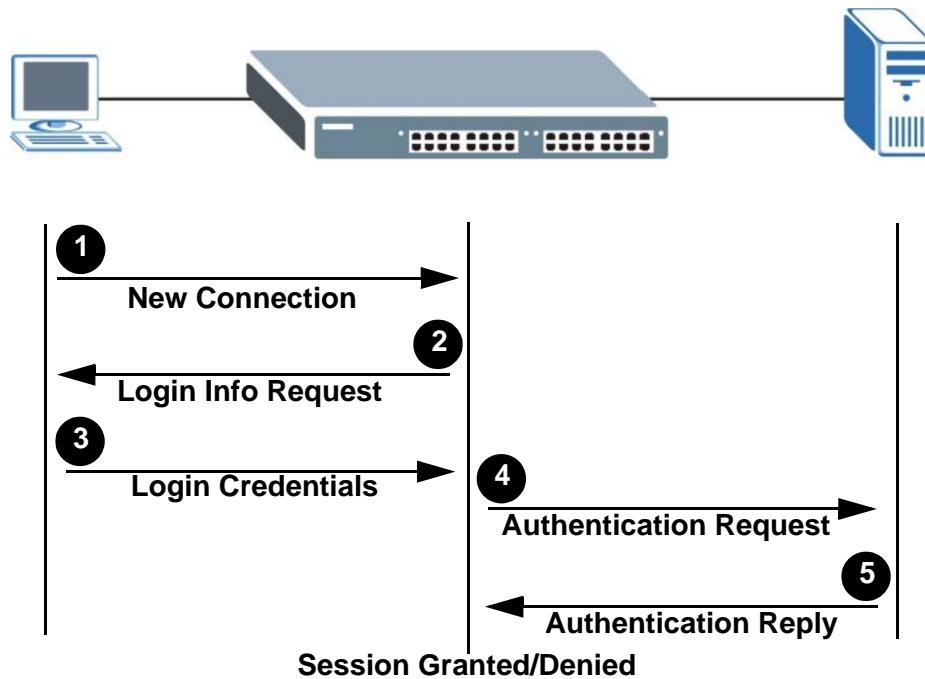 1
New Connection
2
Login Info Request
3
Login Credentials
4
Authentication Request
5
Authentication Reply
Session Granted/Denied